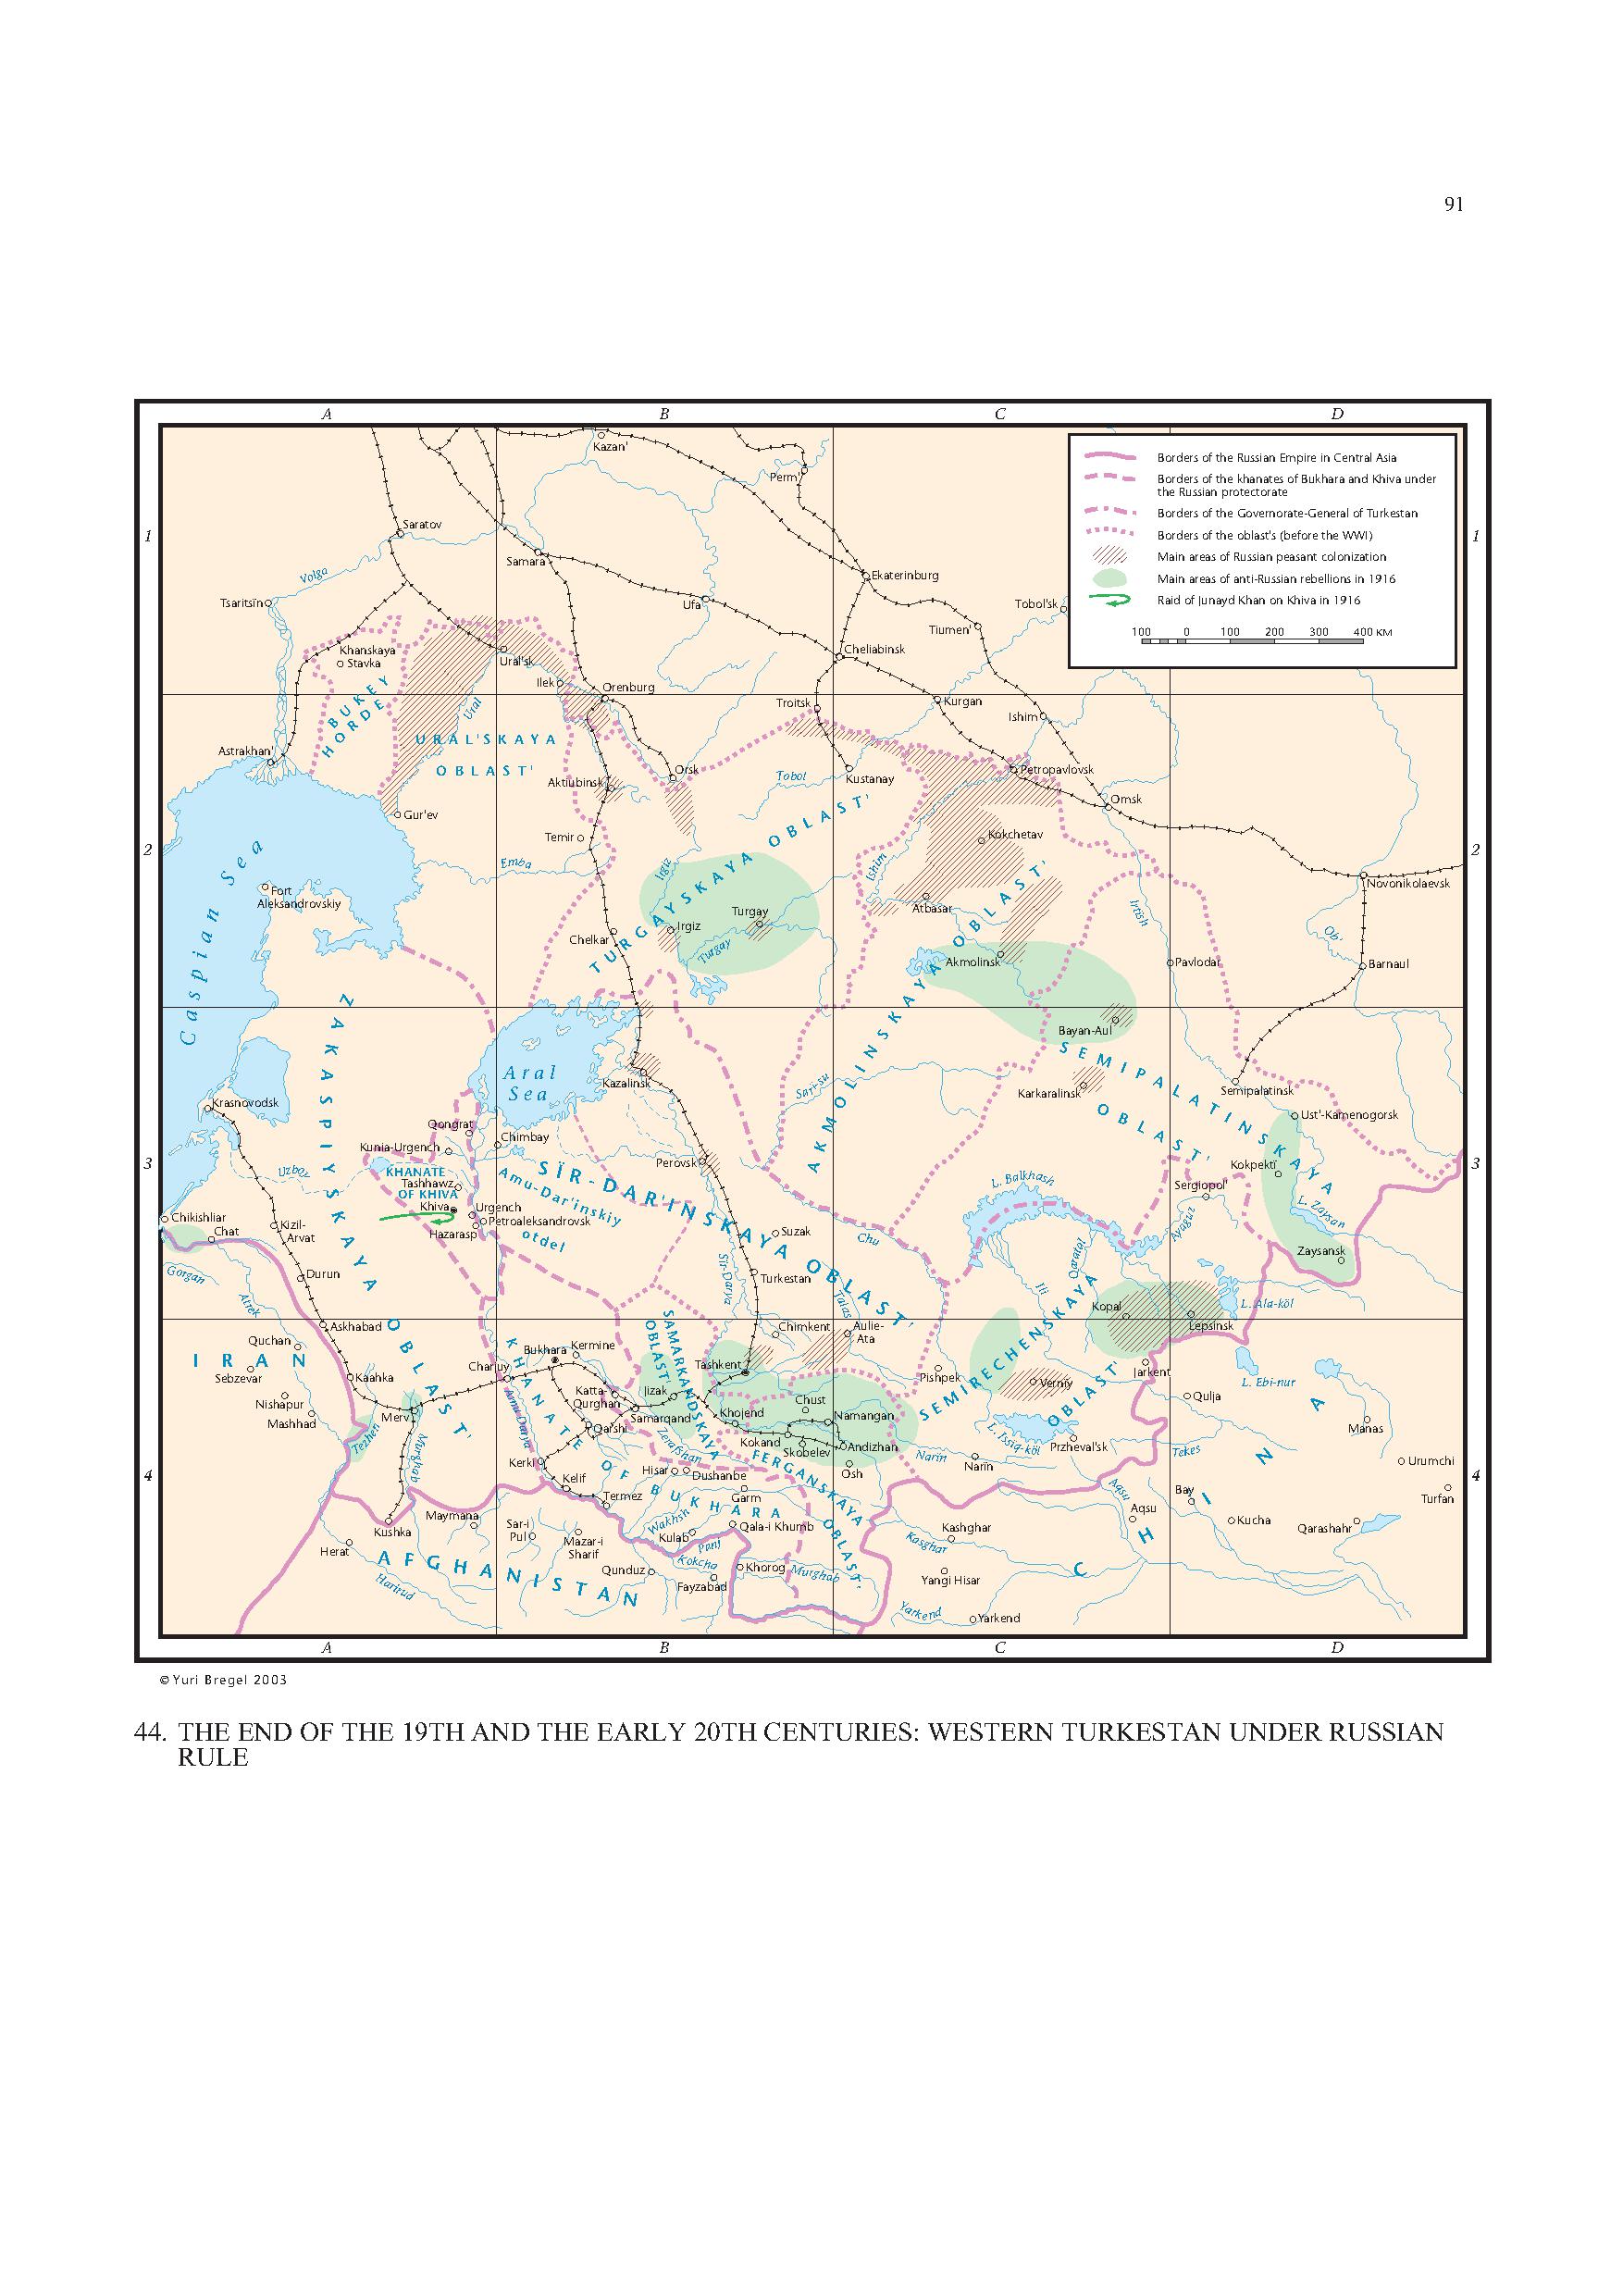 91
A
B
C
D
Borders of the Russian Empire in Central Asia
Borders of the khanates of Bukhara and Khiva under
the Russian protectorate
Borders of the Governorate-General of Turkestan
Borders of the oblast's (before the WWI)
Main areas of Russian peasant colonization
Main areas of anti-Russian rebellions in 1916
Raid of Junayd Khan on Khiva in 1916
100 0 100 200 300 400 KM
1
1
Kazan'
Perm'
Saratov
Samara
Volga
Tsaritsïn
Ufa
Ekaterinburg
Tobol'sk
Tiumen'
Cheliabinsk
Khanskaya
Stavka
Ural'sk
Ilek
Orenburg
Troitsk
Kurgan
Ishim
BUKEY
HORDE
Ural
URAL'SKAYA
OBLAST'
Astrakhan'
Aktiubinsk
Orsk
Tobol
Kustanay
Petropavlovsk
Omsk
Gur'ev
Temir
Kokchetav
2
2
Emba
Irgiz
Ishim
Novonikolaevsk
Caspian Sea
Fort
Aleksandrovskiy
TURGAYSKAYA OBLAST'
Turgay
Irgiz
Turgay
Chelkar
Atbasar
Akmolinsk
AKMOLINSKAYA OBLAST'
Irtish
Ob'
Pavlodar
Barnaul
Bayan-Aul
ZAKASPIYSKAYA OBLAST'
Aral
Sea
Kazalinsk
Sari-su
Karkaralinsk
SEMIPALATINSKAYA
OBLAST'
Semipalatinsk
Ust'-Kamenogorsk
Krasnovodsk
Qongrat
Chimbay
Kunia-Urgench
3
3
Uzboy
KHANATE
Tashhawz
OF KHIVA
Khiva
Urgench
Petroaleksandrovsk
Hazarasp
SÏR-DAR'INSKAYA OBLAST'
Amu-Dar'inskiy
otdel
Perovsk
Kokpekti
Sergiopol'
L. Balkhash
L. Zaysan
Zaysansk
Ayaguz
Chikishliar
Chat
Kizil-
Arvat
Suzak
Chu
Durun
Gorgan
Atrek
Turkestan
Sir-Darya
Talas
Ili
Qaratal
Kopal
L. Ala-köl
Lepsinsk
Askhabad
Quchan
IRAN
Sebzevar
Nishapur
Mashhad
Kaahka
Merv
Tezhen
Murghab
Charjuy
Bukhara
Kermine
SAMARKANDSKAYA
OBLAST'
Chimkent
Aulie-
Ata
Tashkent
Pishpek
Verniy
Jarkent
L. Ebi-nur
Qulja
Katta-
Qurghan
Jizak
Samarqand
Qarshi
Khojend
Chust
Namangan
Kokand
Skobelev
Andizhan
Osh
SEMIRECHENSKAYA
OBLAST'
L. Issiq-köl
Przheval'sk
Narin
Narin
Tekes
Manas
Urumchi
Turfan
4
4
Amu-Darya
Zerafshan
KHANATE OF BUKHARA
FERGANSKAYA OBLAST'
Kerki
Kelif
Hisar
Dushanbe
Termez
Garm
Wakhsh
Kulab
Qala-i Khumb
Panj
Kokcha
Khorog
Murghab
Kashghar
Kasghar
Aqsu
Aqsu
Bay
Kucha
Qarashahr
CHINA
Kushka
Maymana
Sar-i
Pul
Mazar-i
Sharif
Qunduz
Fayzabad
Yangi Hisar
Yarkend
Yarkend
Herat
AFGHANISTAN
Harirud
A
B
C
D
© Yuri Bregel 2003
44. THE END OF THE 19TH AND THE EARLY 20TH CENTURIES: WESTERN TURKESTAN UNDER RUSSIAN
RULE